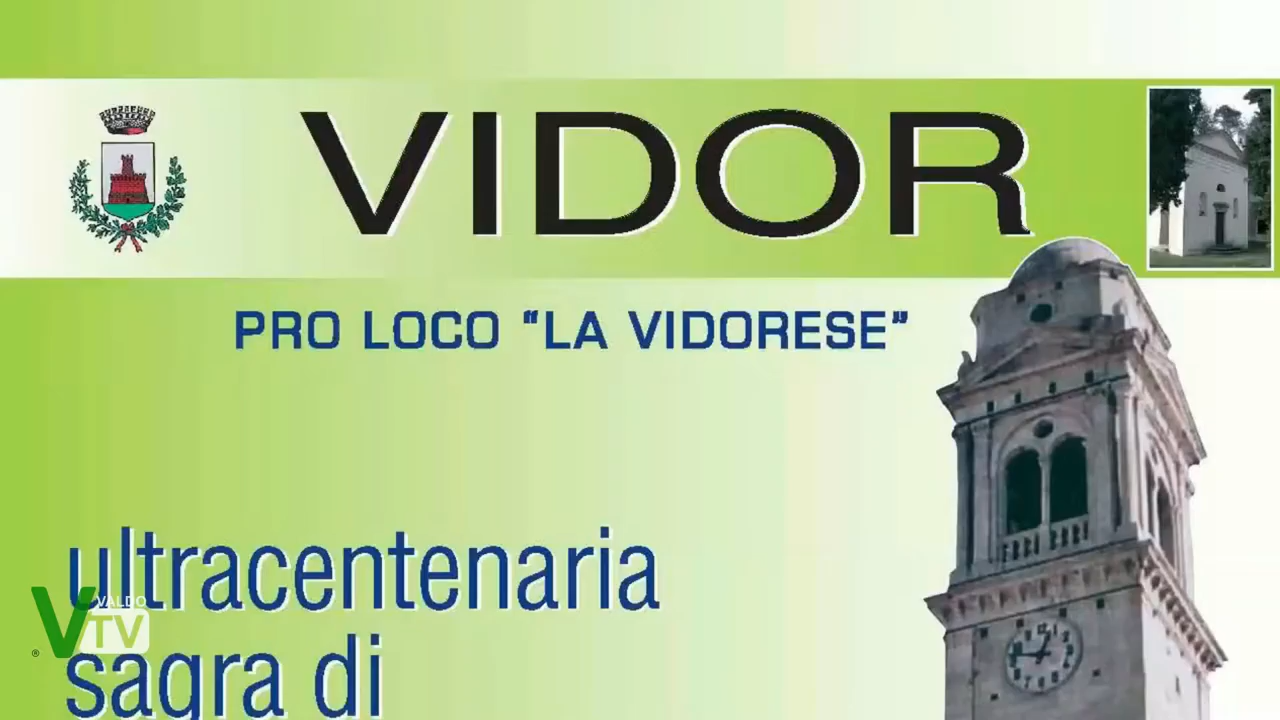 VIDOR
PRO LOCO "LA VIDORESE"
ultracentenaria
sagra di
VALDO
TV
®